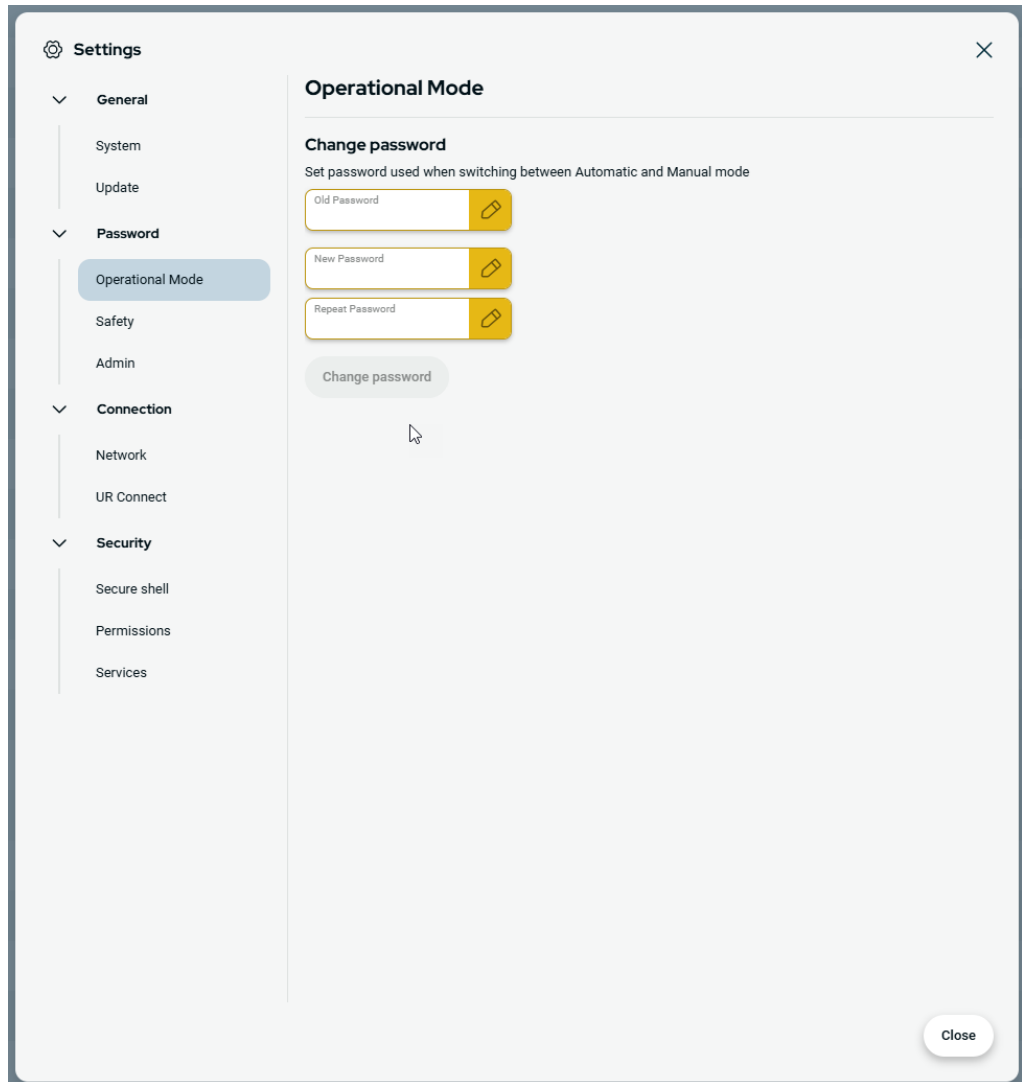 Settings
General
System
Update
Password
Operational Mode
Safety
Admin
Connection
Network
UR Connect
Security
Secure shell
Permissions
Services
Operational Mode
Change password
Set password used when switching between Automatic and Manual mode
Old Password
New Password
Repeat Password
Change password
Close